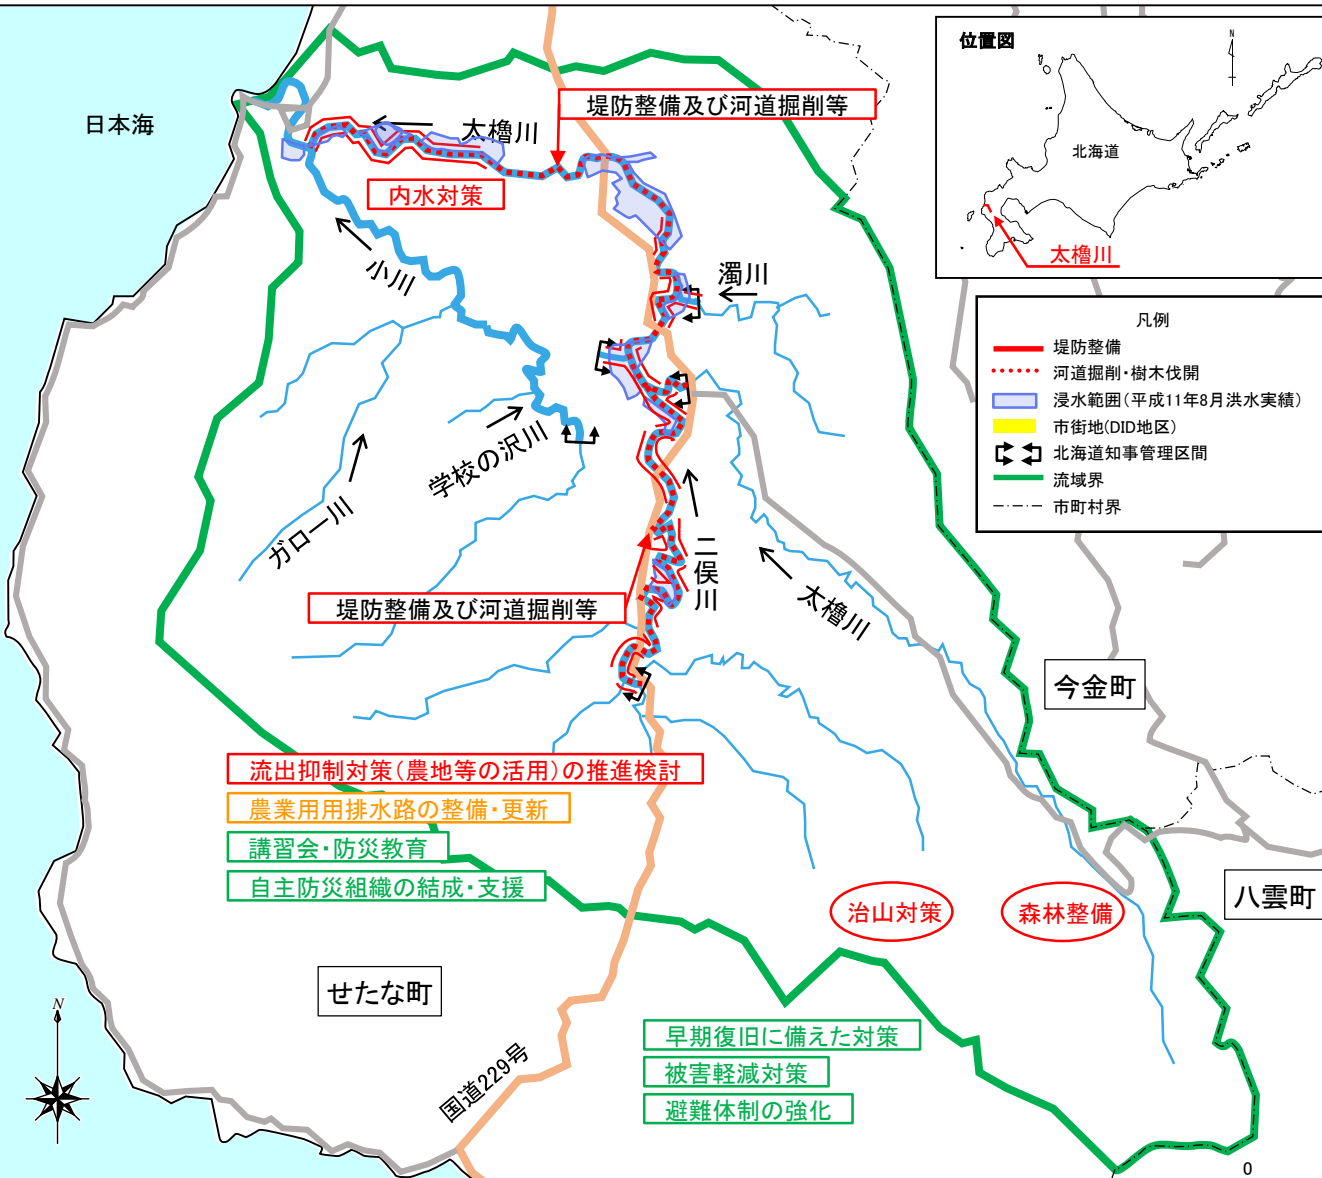 位置図
N
北海道
太櫓川
日本海
堤防整備及び河道掘削等
太櫓川
内水対策
小川
濁川
凡例
堤防整備
河道掘削・樹木伐開
浸水範囲(平成11年8月洪水実績)
市街地(DID地区)
北海道知事管理区間
流域界
市町村界
学校の沢川
ガロー川
二俣川
太櫓川
堤防整備及び河道掘削等
今金町
流出抑制対策(農地等の活用)の推進検討
農業用用排水路の整備・更新
講習会・防災教育
自主防災組織の結成・支援
治山対策
森林整備
八雲町
せたな町
N
国道229号
早期復旧に備えた対策
被害軽減対策
避難体制の強化
0